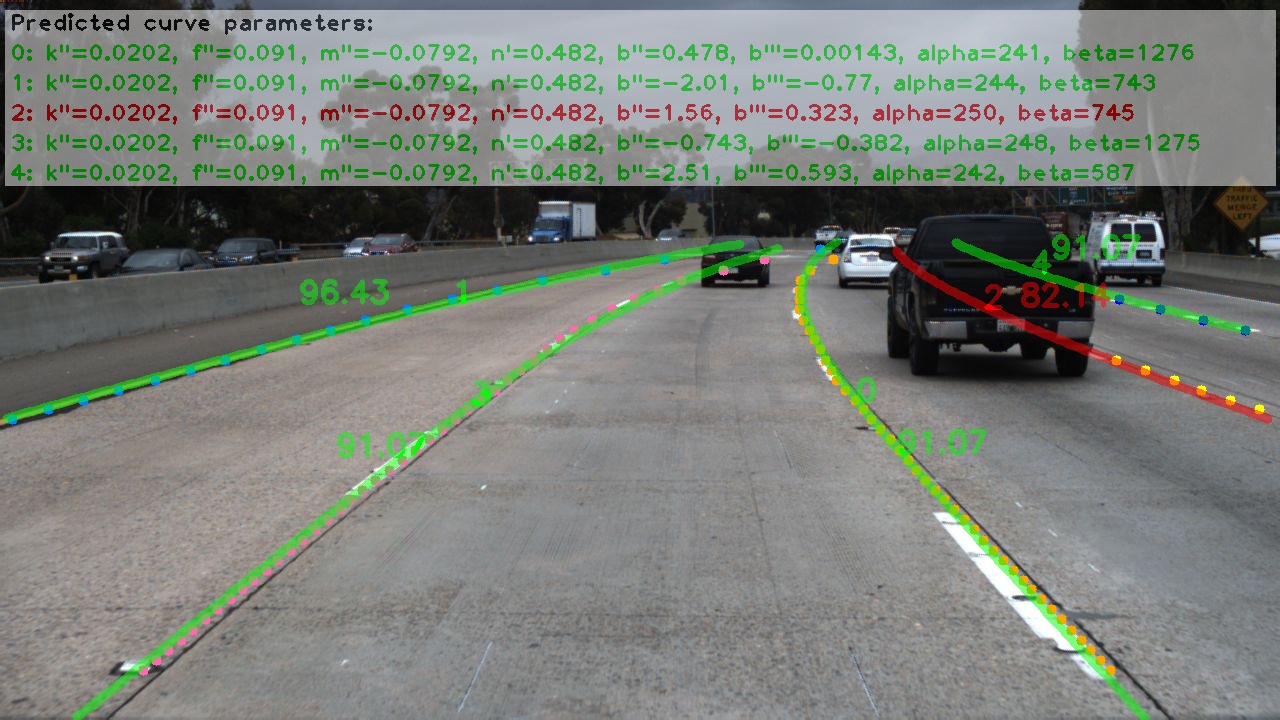 Predicted curve parameters:
0: k''=0.0202, f''=0.091, m''=-0.0792, n'=0.482, b''=0.478, b'''=0.00143, alpha=241, beta=1276
1: k''=0.0202, f''=0.091, m''=-0.0792, n'=0.482, b''=-2.01, b'''=-0.77, alpha=244, beta=743
2: k''=0.0202, f''=0.091, m''=-0.0792, n'=0.482, b''=1.56, b'''=0.323, alpha=250, beta=745
3: k''=0.0202, f''=0.091, m''=-0.0792, n'=0.482, b''=-0.743, b'''=-0.382, alpha=248, beta=1275
4: k''=0.0202, f''=0.091, m''=-0.0792, n'=0.482, b''=2.51, b'''=0.593, alpha=242, beta=587
TRAFFIC
MERGE
LEFT
91.07
4
96.43
1
2
82.14
3
0
91.07
91.07